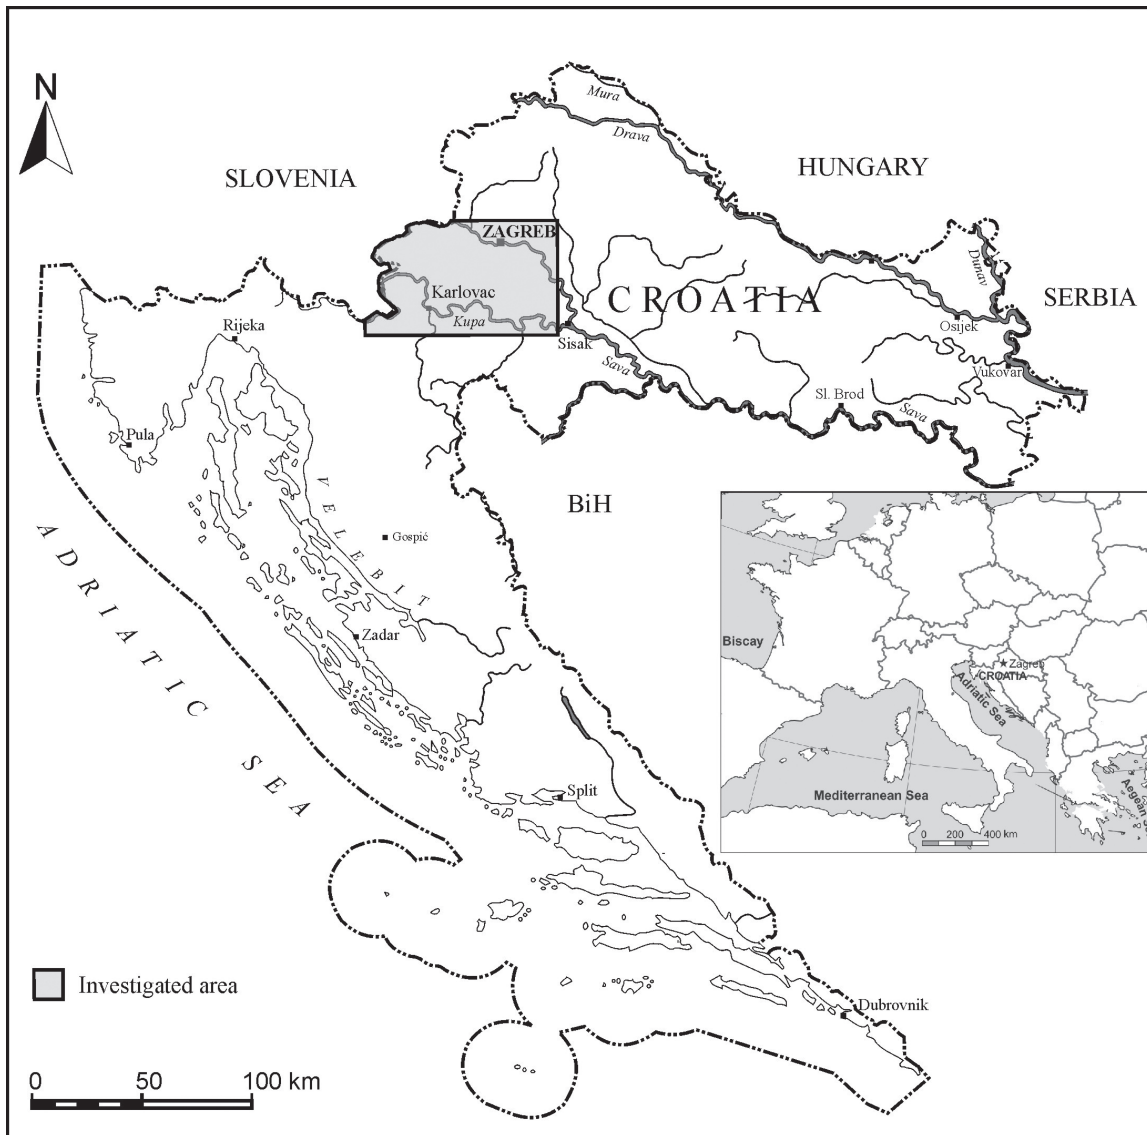 N
Mura
Drava
SLOVENIA
HUNGARY
ZAGREB
Dunav
Karlovac
CROATIA
SERBIA
Kupa
Rijeka
Osijek
Sisak
Sava
Vukovar
Sl. Brod
Sava
Pula
VELEBIT
BiH
Gospić
ADRIATIC SEA
Zadar
Split
Dubrovnik
Biscay
Zagreb
CROATIA
Adriatic Sea
Mediterranean Sea
Aegean
0 200 400 km
Investigated area
0 50 100 km